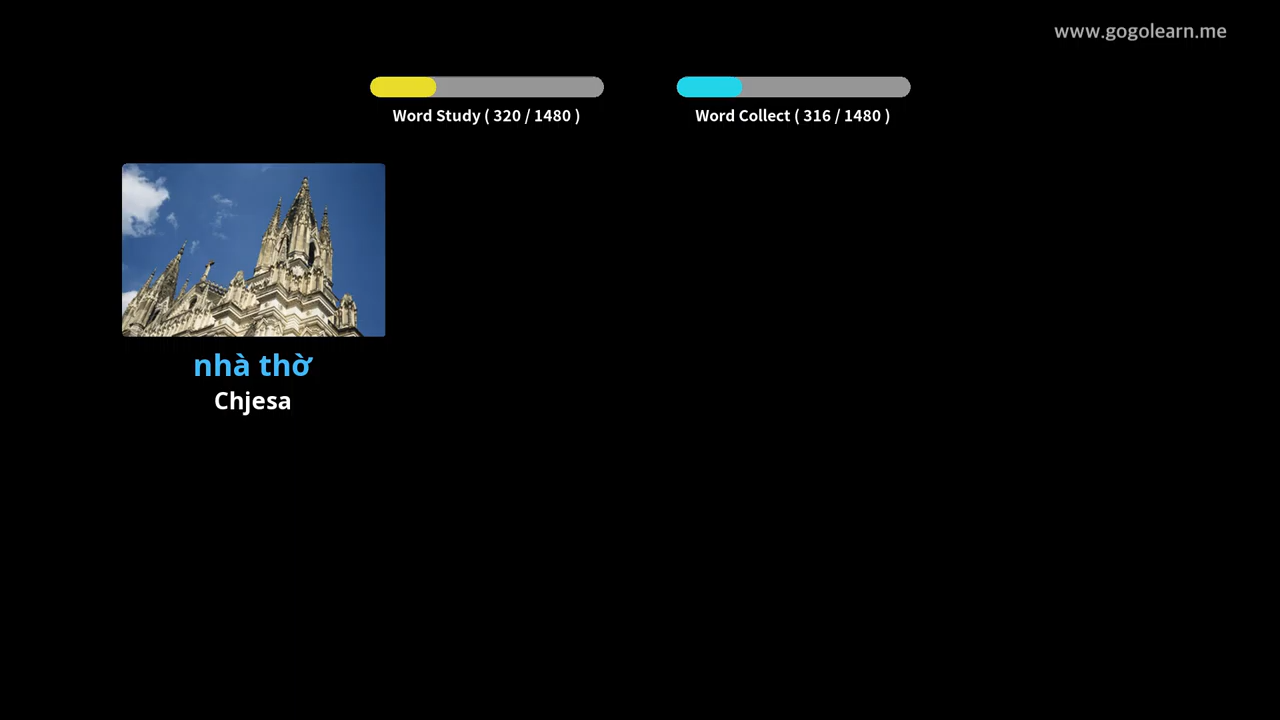 www.gogolearn.me
Word Study ( 320 / 1480 )
Word Collect ( 316 / 1480 )
nhà thờ
Chjesa